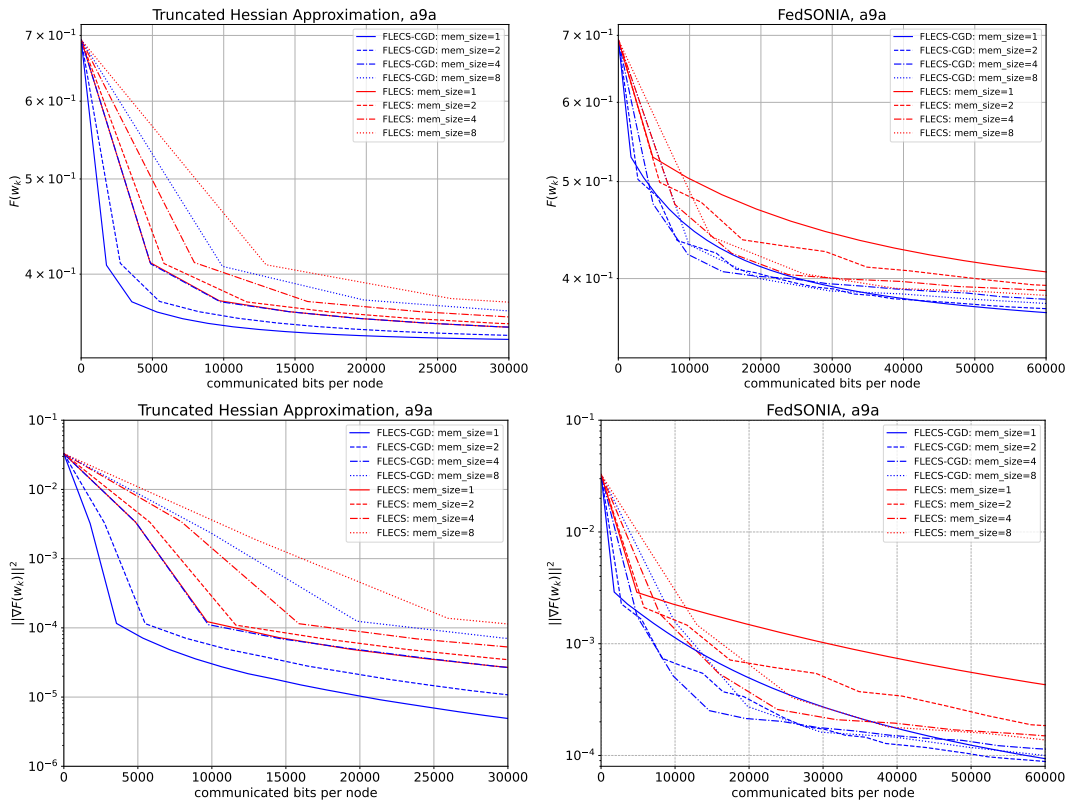 Truncated Hessian Approximation, a9a
7 × 10⁻¹
6 × 10⁻¹
5 × 10⁻¹
4 × 10⁻¹
F(wₖ)
FLECS-CGD: mem_size=1
FLECS-CGD: mem_size=2
FLECS-CGD: mem_size=4
FLECS-CGD: mem_size=8
FLECS: mem_size=1
FLECS: mem_size=2
FLECS: mem_size=4
FLECS: mem_size=8
0 5000 10000 15000 20000 25000 30000
communicated bits per node
FedSONIA, a9a
7 × 10⁻¹
6 × 10⁻¹
5 × 10⁻¹
4 × 10⁻¹
F(wₖ)
FLECS-CGD: mem_size=1
FLECS-CGD: mem_size=2
FLECS-CGD: mem_size=4
FLECS-CGD: mem_size=8
FLECS: mem_size=1
FLECS: mem_size=2
FLECS: mem_size=4
FLECS: mem_size=8
0 10000 20000 30000 40000 50000 60000
communicated bits per node
Truncated Hessian Approximation, a9a
10⁻¹
10⁻²
10⁻³
10⁻⁴
10⁻⁵
10⁻⁶
||∇F(wₖ)||²
FLECS-CGD: mem_size=1
FLECS-CGD: mem_size=2
FLECS-CGD: mem_size=4
FLECS-CGD: mem_size=8
FLECS: mem_size=1
FLECS: mem_size=2
FLECS: mem_size=4
FLECS: mem_size=8
0 5000 10000 15000 20000 25000 30000
communicated bits per node
FedSONIA, a9a
10⁻¹
10⁻²
10⁻³
10⁻⁴
||∇F(wₖ)||²
FLECS-CGD: mem_size=1
FLECS-CGD: mem_size=2
FLECS-CGD: mem_size=4
FLECS-CGD: mem_size=8
FLECS: mem_size=1
FLECS: mem_size=2
FLECS: mem_size=4
FLECS: mem_size=8
0 10000 20000 30000 40000 50000 60000
communicated bits per node